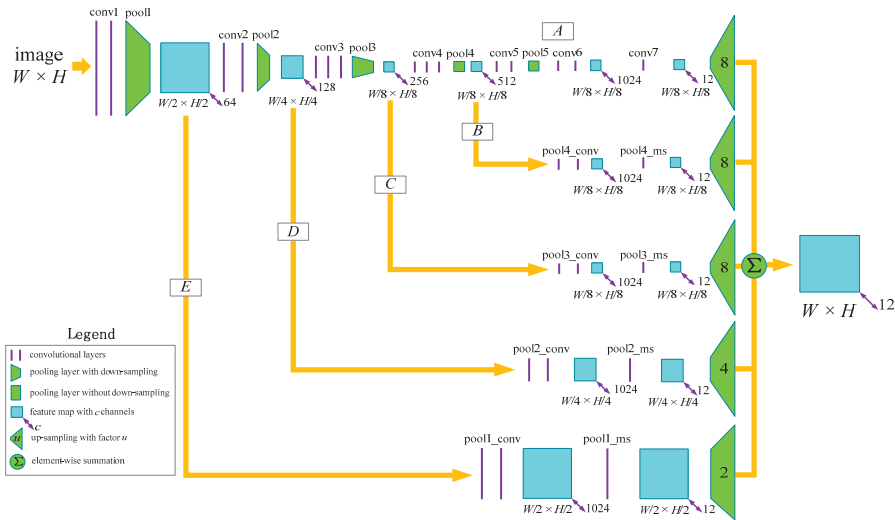 conv1
pool1
conv2
pool2
conv3
pool3
conv4
pool4
conv5
pool5
A
conv6
conv7
image
W × H
W/2 × H/2
64
W/4 × H/4
128
W/8 × H/8
256
W/8 × H/8
512
W/8 × H/8
1024
W/8 × H/8
12
8
B
pool4_conv
pool4_ms
W/8 × H/8
1024
W/8 × H/8
12
8
C
pool3_conv
pool3_ms
W/8 × H/8
1024
W/8 × H/8
12
8
Σ
W × H
12
D
pool2_conv
pool2_ms
W/4 × H/4
1024
W/4 × H/4
12
4
E
pool1_conv
pool1_ms
W/2 × H/2
1024
W/2 × H/2
12
2
Legend
convolutional layers
pooling layer with down-sampling
pooling layer without down-sampling
feature map with c channels
c
u
up-sampling with factor u
Σ
element-wise summation